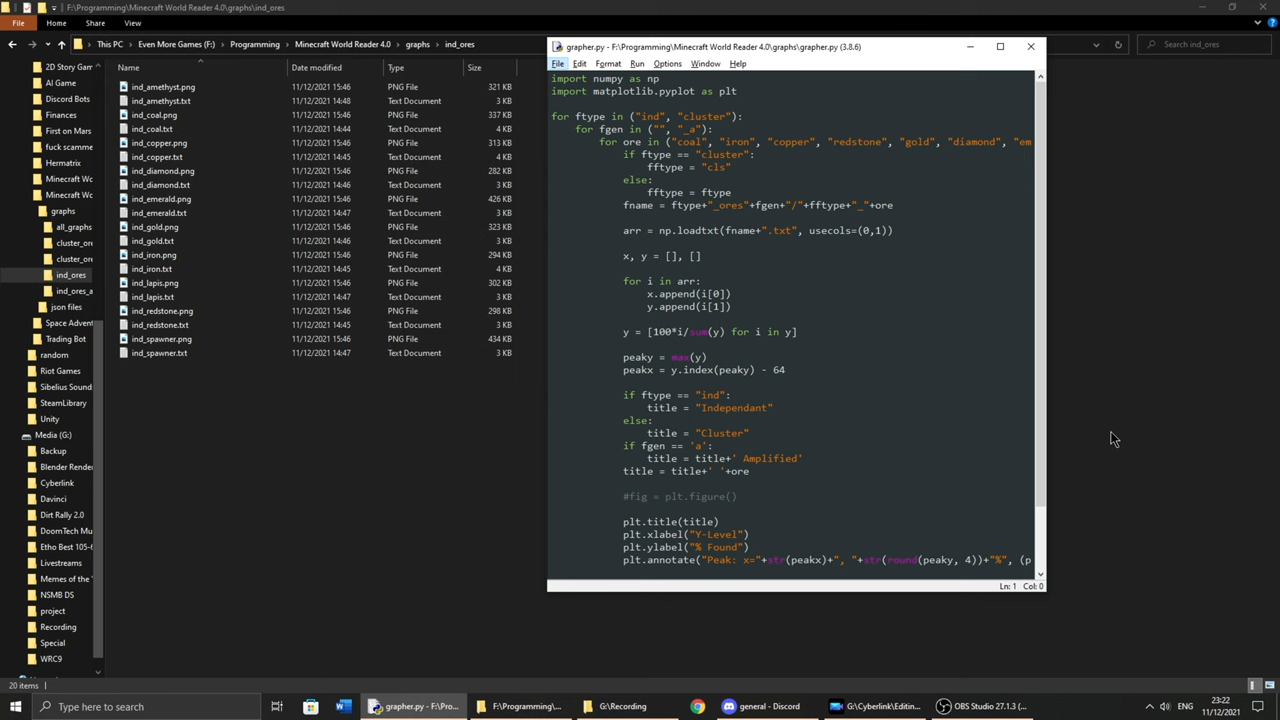 F:\Programming\Minecraft World Reader 4.0\graphs\ind_ores
File Home Share View
This PC Even More Games (F:) Programming Minecraft World Reader 4.0 graphs ind_ores
Search ind_ores
2D Story Gam
AI Game
Discord Bots
Finances
First on Mars
fuck scamme
Hermatrix
Minecraft Wc
Minecraft Wc
graphs
all_graphs
cluster_ore
cluster_ore
ind_ores
ind_ores_a
json files
Space Advent
Trading Bot
random
Riot Games
Sibelius Sound
SteamLibrary
Unity
Media (G:)
Backup
Blender Render
Cyberlink
Davinci
Dirt Rally 2.0
DoomTech Mu
Etho Best 105-6
Livestreams
Memes of the
NSMB DS
project
Recording
Special
WRC9
Name Date modified Type Size
ind_amethyst.png 11/12/2021 15:46 PNG File 321 KB
ind_amethyst.txt 11/12/2021 14:48 Text Document 3 KB
ind_coal.png 11/12/2021 15:46 PNG File 337 KB
ind_coal.txt 11/12/2021 14:44 Text Document 4 KB
ind_copper.png 11/12/2021 15:46 PNG File 313 KB
ind_copper.txt 11/12/2021 14:45 Text Document 4 KB
ind_diamond.png 11/12/2021 15:46 PNG File 282 KB
ind_diamond.txt 11/12/2021 14:46 Text Document 3 KB
ind_emerald.png 11/12/2021 15:46 PNG File 426 KB
ind_emerald.txt 11/12/2021 14:47 Text Document 3 KB
ind_gold.png 11/12/2021 15:46 PNG File 323 KB
ind_gold.txt 11/12/2021 14:45 Text Document 3 KB
ind_iron.png 11/12/2021 15:46 PNG File 294 KB
ind_iron.txt 11/12/2021 14:44 Text Document 4 KB
ind_lapis.png 11/12/2021 15:46 PNG File 302 KB
ind_lapis.txt 11/12/2021 14:47 Text Document 3 KB
ind_redstone.png 11/12/2021 15:46 PNG File 298 KB
ind_redstone.txt 11/12/2021 14:45 Text Document 3 KB
ind_spawner.png 11/12/2021 15:46 PNG File 434 KB
ind_spawner.txt 11/12/2021 14:47 Text Document 3 KB
20 items
grapher.py - F:\Programming\Minecraft World Reader 4.0\graphs\grapher.py (3.8.6)
File Edit Format Run Options Window Help
import numpy as np
import matplotlib.pyplot as plt
for ftype in ("ind", "cluster"):
for fgen in ("", "_a"):
for ore in ("coal", "iron", "copper", "redstone", "gold", "diamond", "em
if ftype == "cluster":
fftype = "cls"
else:
fftype = ftype
fname = ftype+"_ores"+fgen+"/"+fftype+"_"+ore
arr = np.loadtxt(fname+".txt", usecols=(0,1))
x, y = [], []
for i in arr:
x.append(i[0])
y.append(i[1])
y = [100*i/sum(y) for i in y]
peaky = max(y)
peakx = y.index(peaky) - 64
if ftype == "ind":
title = "Independant"
else:
title = "Cluster"
if fgen == 'a':
title = title+' Amplified'
title = title+' '+ore
#fig = plt.figure()
plt.title(title)
plt.xlabel("Y-Level")
plt.ylabel("% Found")
plt.annotate("Peak: x="+str(peakx)+", "+str(round(peaky, 4))+"%", (p
Ln: 1 Col: 0
Type here to search
grapher.py - F:\Pro...
F:\Programming\...
G:\Recording
general - Discord
G:\Cyberlink\Editin...
OBS Studio 27.1.3 (...
ENG
23:22
11/12/2021